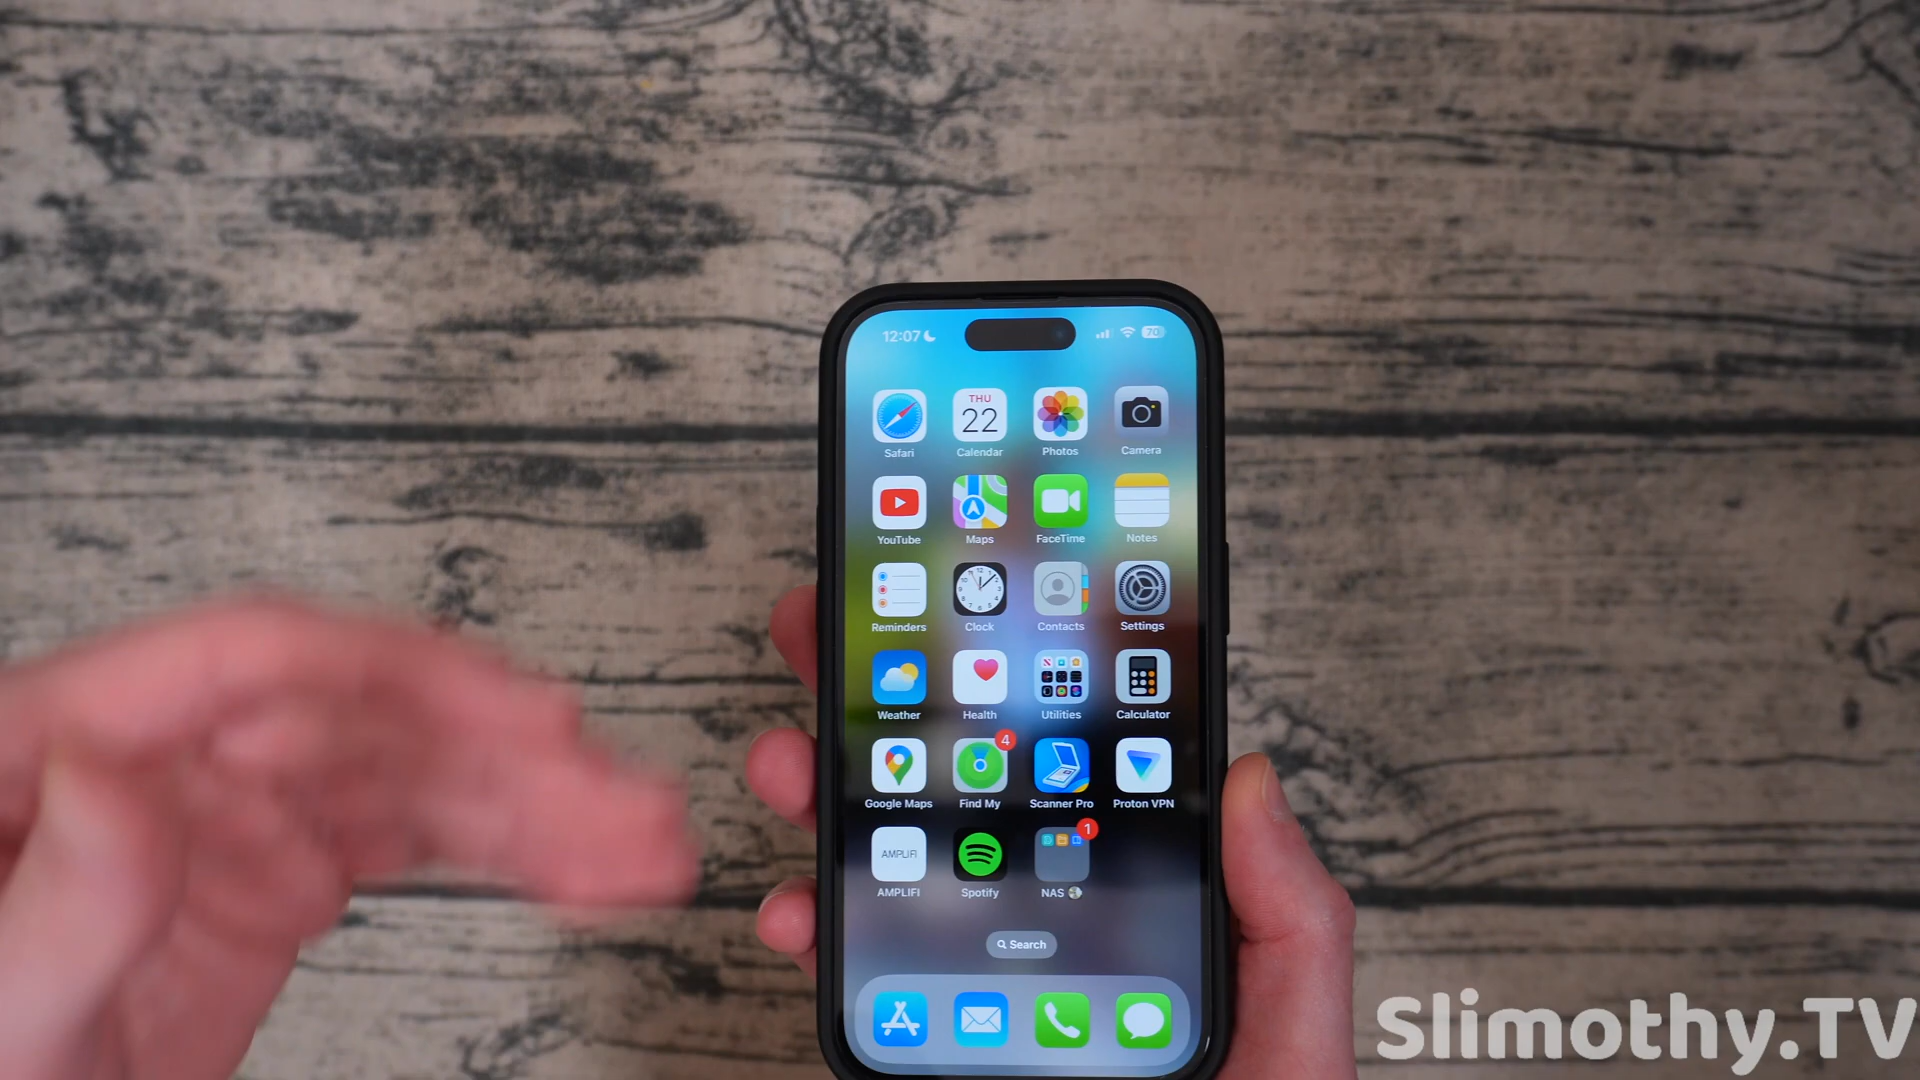 12:07
70
THU
22
Safari
Calendar
Photos
Camera
YouTube
Maps
FaceTime
Notes
Reminders
Clock
Contacts
Settings
Weather
Health
Utilities
Calculator
4
Google Maps
Find My
Scanner Pro
Proton VPN
1
AMPLIFI
AMPLIFI
Spotify
NAS
Search
Slimothy.TV